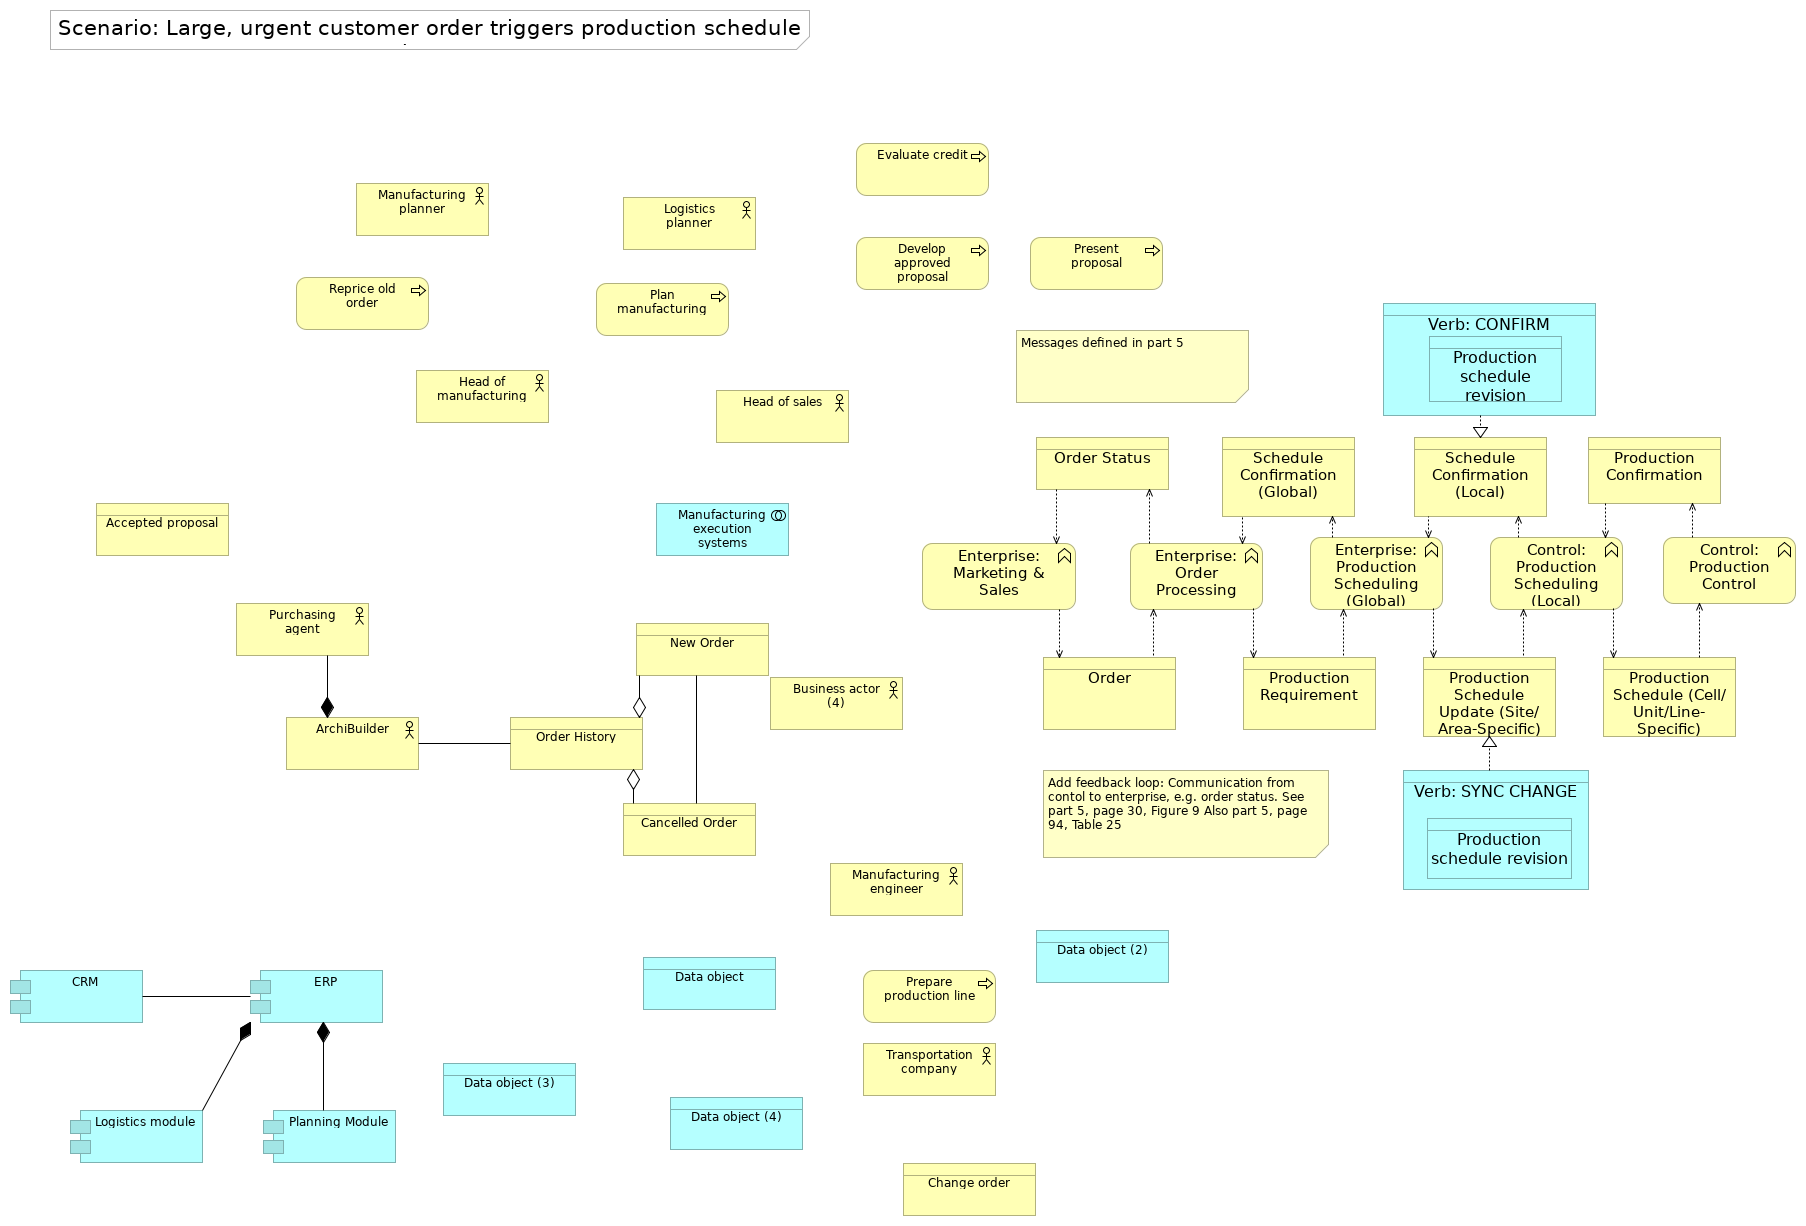 Scenario: Large, urgent customer order triggers production schedule
Evaluate credit
Manufacturing
planner
Logistics
planner
Develop
approved
proposal
Present
proposal
Reprice old
order
Plan
manufacturing
Verb: CONFIRM
Production
schedule
revision
Messages defined in part 5
Head of
manufacturing
Head of sales
Order Status
Schedule
Confirmation
(Global)
Schedule
Confirmation
(Local)
Production
Confirmation
Accepted proposal
Manufacturing
execution
systems
Enterprise:
Marketing &
Sales
Enterprise:
Order
Processing
Enterprise:
Production
Scheduling
(Global)
Control:
Production
Scheduling
(Local)
Control:
Production
Control
Purchasing
agent
New Order
Business actor
(4)
Order
Production
Requirement
Production
Schedule
Update (Site/
Area-Specific)
Production
Schedule (Cell/
Unit/Line-
Specific)
ArchiBuilder
Order History
Cancelled Order
Add feedback loop: Communication from
contol to enterprise, e.g. order status. See
part 5, page 30, Figure 9 Also part 5, page
94, Table 25
Verb: SYNC CHANGE
Production
schedule revision
Manufacturing
engineer
Data object (2)
CRM
ERP
Data object
Prepare
production line
Transportation
company
Data object (3)
Data object (4)
Logistics module
Planning Module
Change order